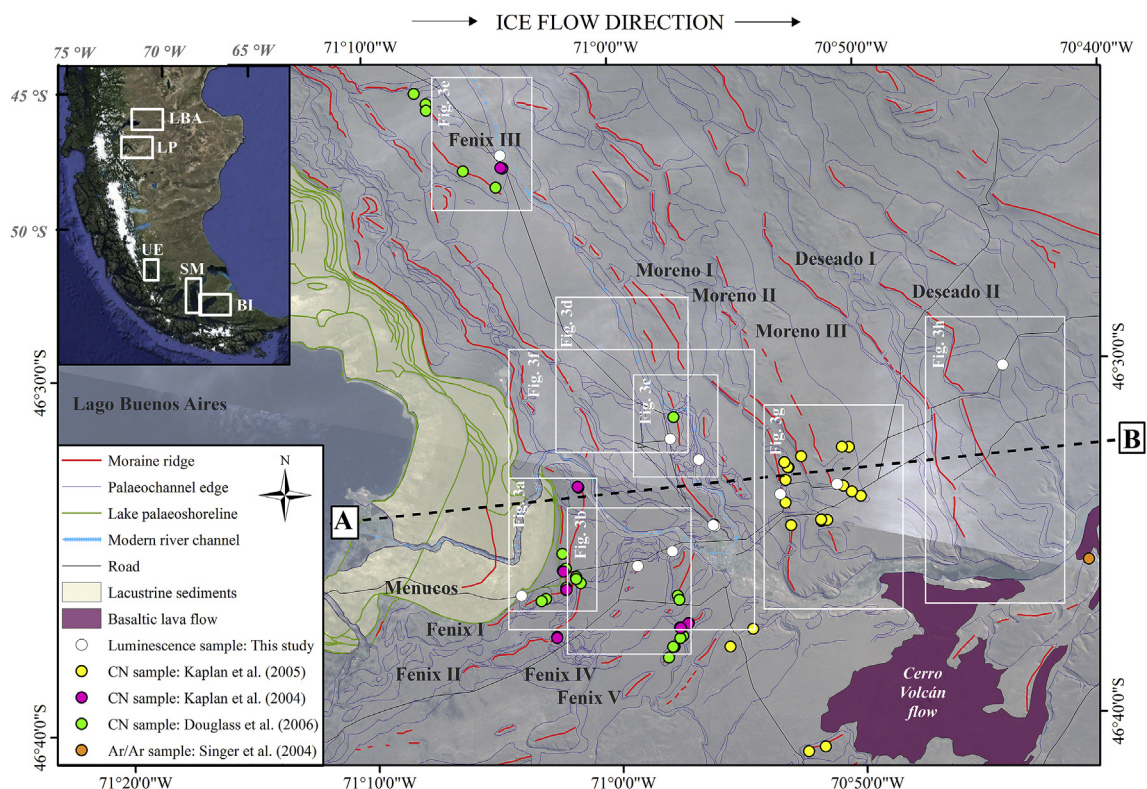 ICE FLOW DIRECTION
75 °W
70 °W
65 °W
71°10'0"W
71°0'0"W
70°50'0"W
70°40'0"W
45 °S
50 °S
LBA
LP
UE
SM
BI
Fig. 3e
Fenix III
Moreno I
Moreno II
Moreno III
Deseado I
Deseado II
Fig. 3d
Fig. 3f
Fig. 3c
Fig. 3g
Fig. 3h
46°30'0"S
46°30'0"S
Lago Buenos Aires
A
B
Fig. 3a
Fig. 3b
Menucos
Fenix I
Fenix II
Fenix IV
Fenix V
Cerro
Volcán
flow
N
Moraine ridge
Palaeochannel edge
Lake palaeoshoreline
Modern river channel
Road
Lacustrine sediments
Basaltic lava flow
Luminescence sample: This study
CN sample: Kaplan et al. (2005)
CN sample: Kaplan et al. (2004)
CN sample: Douglass et al. (2006)
Ar/Ar sample: Singer et al. (2004)
46°40'0"S
46°40'0"S
71°20'0"W
71°10'0"W
71°0'0"W
70°50'0"W